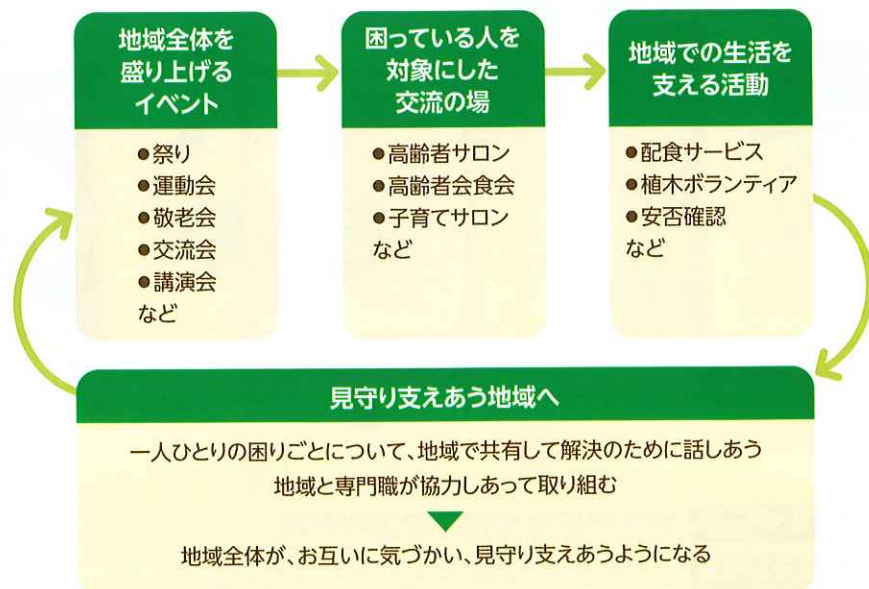 地域全体を
盛り上げる
イベント
●祭り
●運動会
●敬老会
●交流会
●講演会
など
困っている人を
対象にした
交流の場
●高齢者サロン
●高齢者会食会
●子育てサロン
など
地域での生活を
支える活動
●配食サービス
●植木ボランティア
●安否確認
など
見守り支えあう地域へ
一人ひとりの困りごとについて、地域で共有して解決のために話しあう
地域と専門職が協力しあって取り組む
地域全体が、お互いに気づかい、見守り支えあうようになる